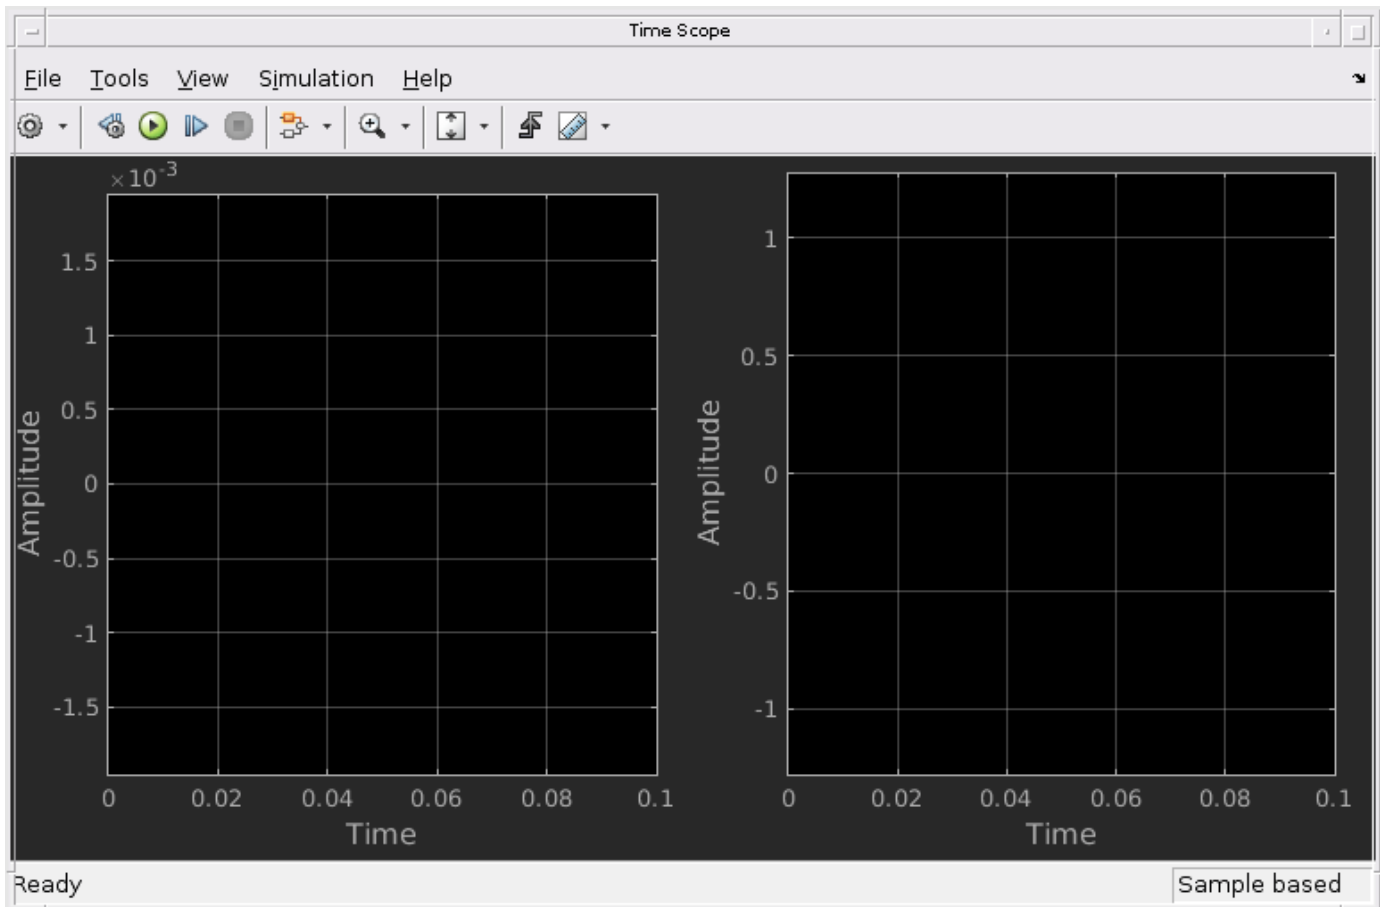 Time Scope
File Tools View Simulation Help
×10-3
1.5
1
0.5
0
-0.5
-1
-1.5
Amplitude
0 0.02 0.04 0.06 0.08 0.1
Time
1
0.5
0
-0.5
-1
Amplitude
0 0.02 0.04 0.06 0.08 0.1
Time
Ready
Sample based